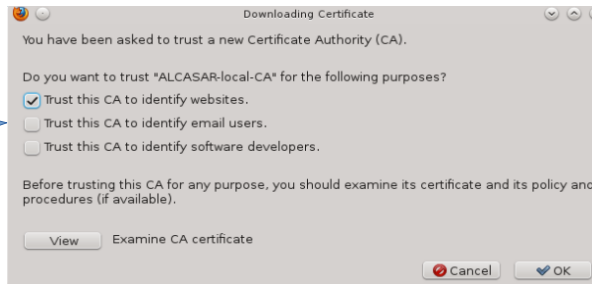 Downloading Certificate
You have been asked to trust a new Certificate Authority (CA).
Do you want to trust "ALCASAR-local-CA" for the following purposes?
Trust this CA to identify websites.
Trust this CA to identify email users.
Trust this CA to identify software developers.
Before trusting this CA for any purpose, you should examine its certificate and its policy and
procedures (if available).
View Examine CA certificate
Cancel OK